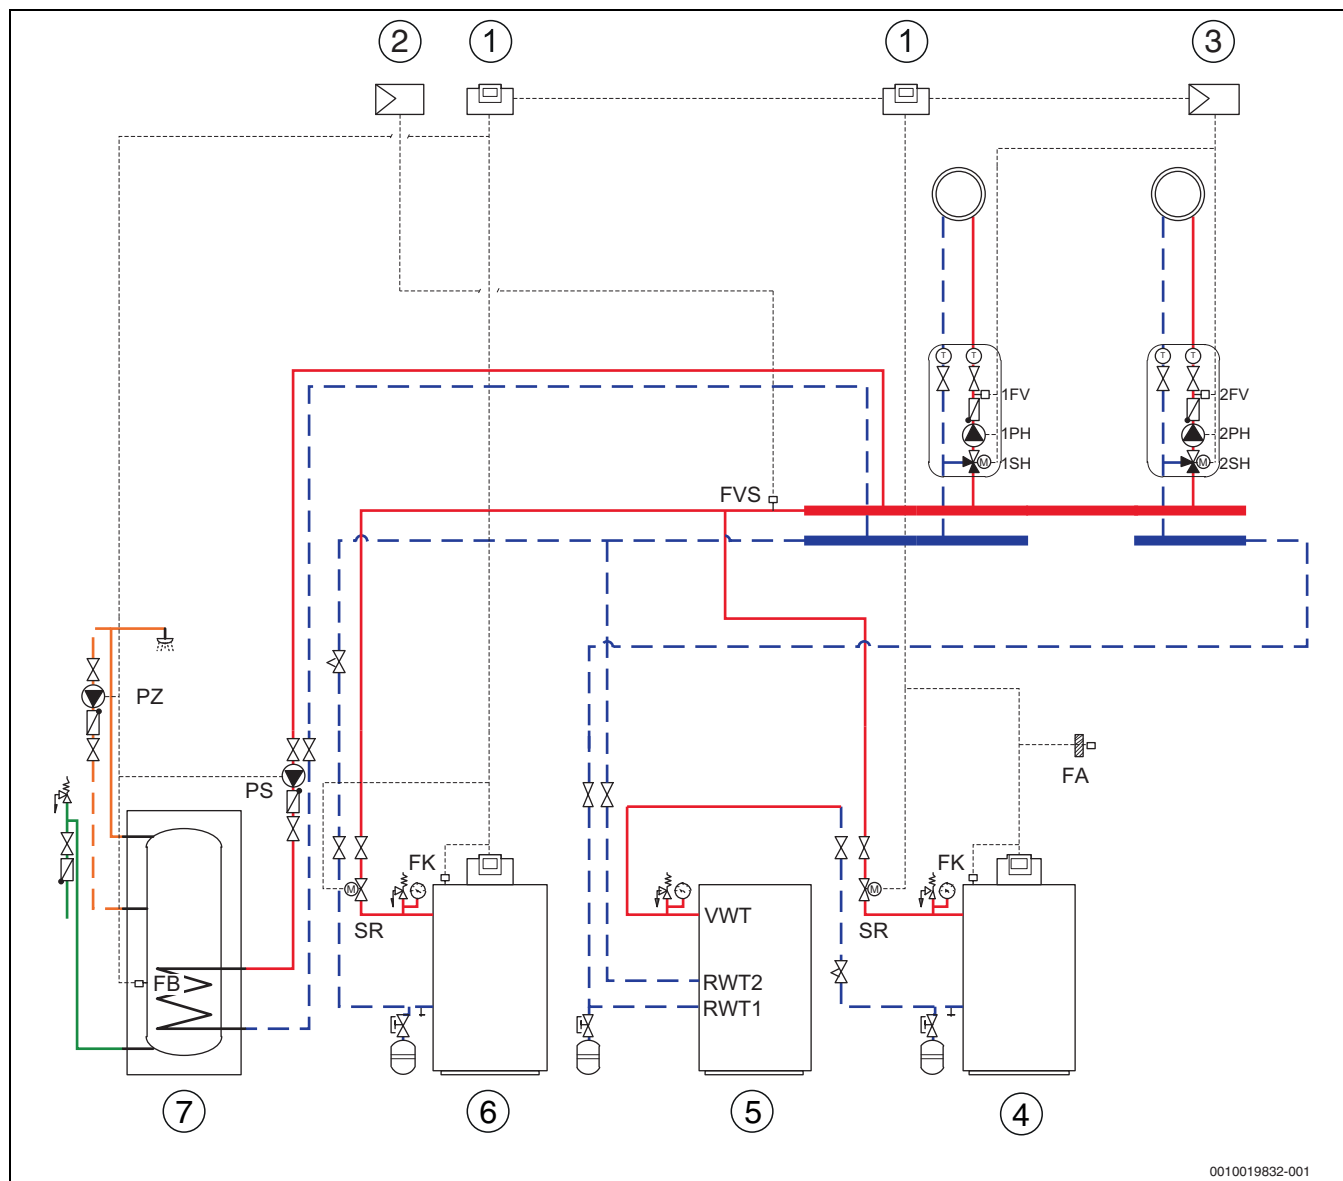 2 1 1 3
T T T T
1FV 2FV
1PH 2PH
M 1SH M 2SH
FVS
PZ
FA
PS
FK FK
M M
VWT
SR SR
FB RWT2
RWT1
7 6 5 4
0010019832-001